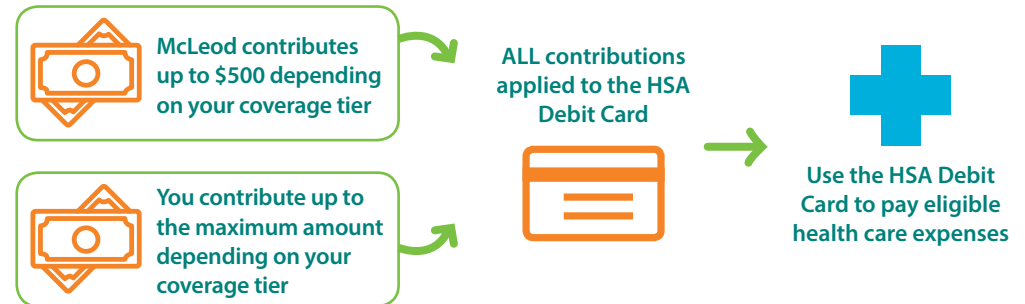 McLeod contributes
up to $500 depending
on your coverage tier
You contribute up to
the maximum amount
depending on your
coverage tier
ALL contributions
applied to the HSA
Debit Card
Use the HSA Debit
Card to pay eligible
health care expenses